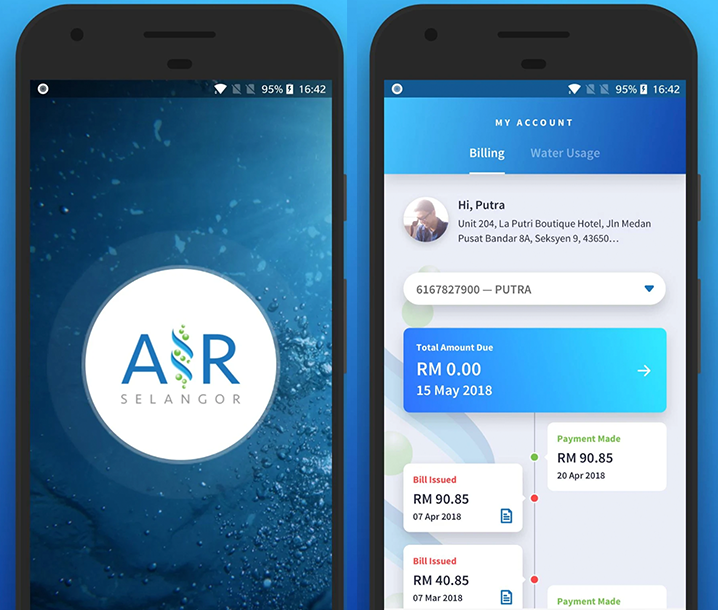 95% 16:42
AIR
SELANGOR
95% 16:42
MY ACCOUNT
Billing Water Usage
Hi, Putra
Unit 204, La Putri Boutique Hotel, Jln Medan
Pusat Bandar 8A, Seksyen 9, 43650...
6167827900 — PUTRA
Total Amount Due
RM 0.00
15 May 2018
Payment Made
RM 90.85
20 Apr 2018
Bill Issued
RM 90.85
07 Apr 2018
Bill Issued
RM 40.85
07 Mar 2018
Payment Made